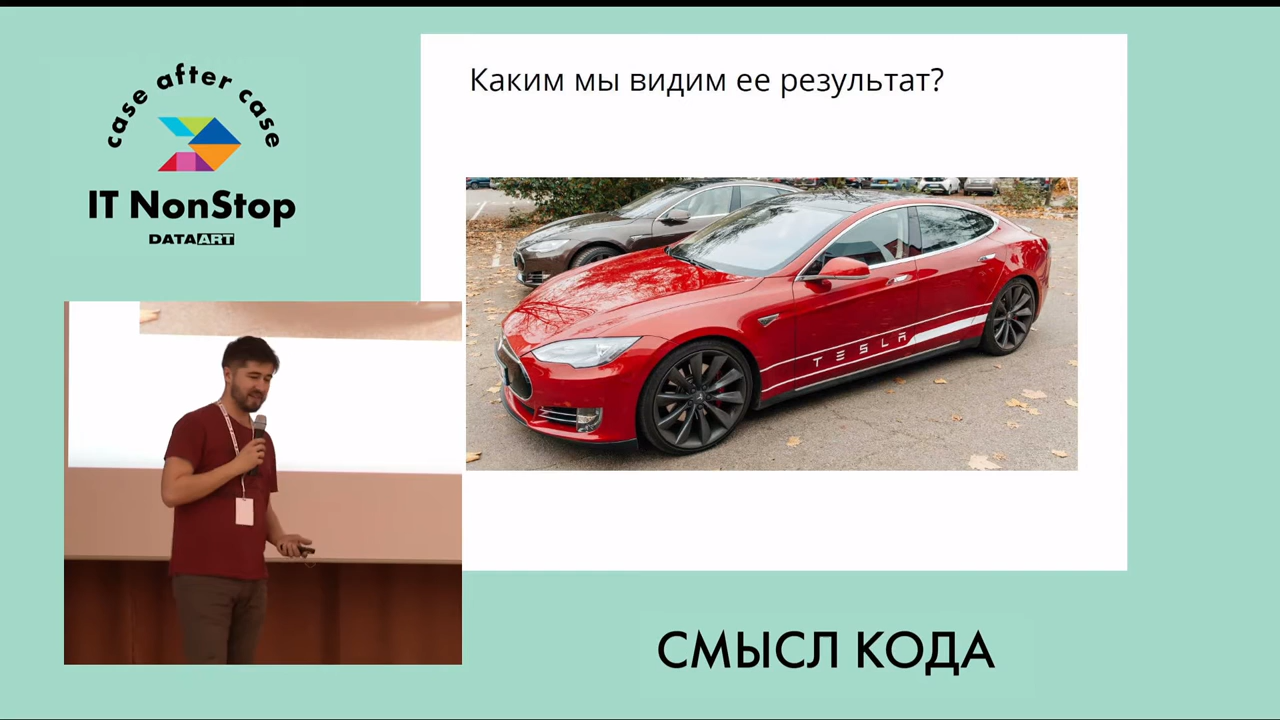 case after case
IT NonStop
DATAART
Каким мы видим ее результат?
TESLA
СМЫСЛ КОДА